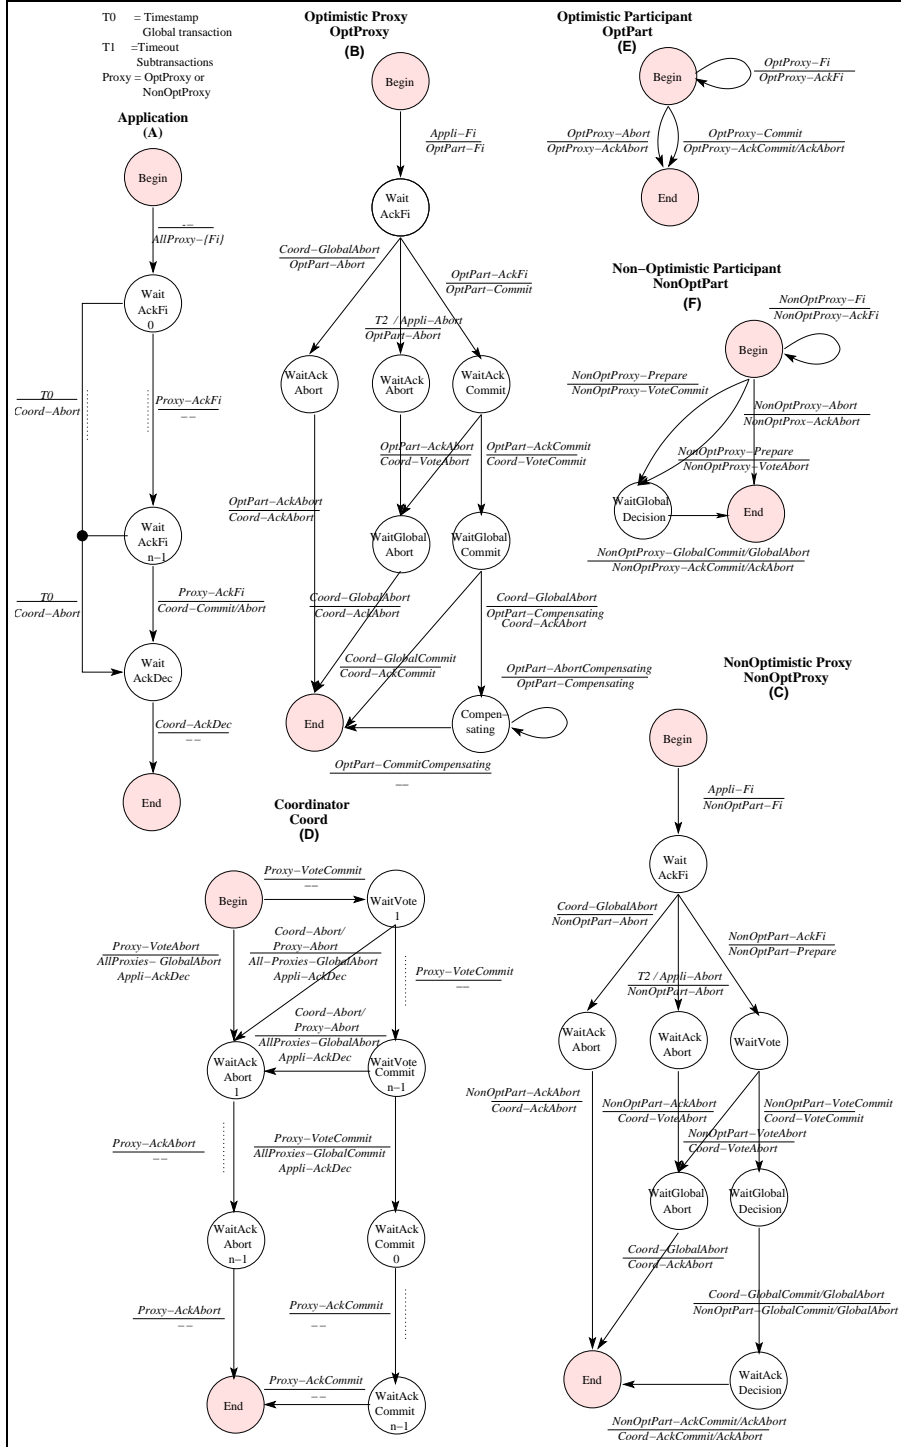 T0 = Timestamp
Global transaction
T1 =Timeout
Subtransactions
Proxy = OptProxy or
NonOptProxy
Application
(A)
Begin
--
AllProxy-{Fi}
Wait
AckFi
0
T0
Coord-Abort
Proxy-AckFi
--
Wait
AckFi
n-1
T0
Coord-Abort
Proxy-AckFi
Coord-Commit/Abort
Wait
AckDec
Coord-AckDec
--
End
Optimistic Proxy
OptProxy
(B)
Begin
Appli-Fi
OptPart-Fi
Wait
AckFi
Coord-GlobalAbort
OptPart-Abort
T2 / Appli-Abort
OptPart-Abort
OptPart-AckFi
OptPart-Commit
WaitAck
Abort
WaitAck
Abort
WaitAck
Commit
OptPart-AckAbort
Coord-AckAbort
OptPart-AckAbort
Coord-VoteAbort
OptPart-AckCommit
Coord-VoteCommit
WaitGlobal
Abort
WaitGlobal
Commit
Coord-GlobalAbort
Coord-AckAbort
Coord-GlobalAbort
OptPart-Compensating
Coord-AckAbort
Coord-GlobalCommit
Coord-AckCommit
OptPart-AbortCompensating
OptPart-Compensating
End
Compen-
sating
OptPart-CommitCompensating
--
Optimistic Participant
OptPart
(E)
Begin
OptProxy-Fi
OptProxy-AckFi
OptProxy-Abort
OptProxy-AckAbort
OptProxy-Commit
OptProxy-AckCommit/AckAbort
End
Non-Optimistic Participant
NonOptPart
(F)
Begin
NonOptProxy-Fi
NonOptProxy-AckFi
NonOptProxy-Prepare
NonOptProxy-VoteCommit
NonOptProxy-Abort
NonOptProx-AckAbort
NonOptProxy-Prepare
NonOptProxy-VoteAbort
WaitGlobal
Decision
End
NonOptProxy-GlobalCommit/GlobalAbort
NonOptProxy-AckCommit/AckAbort
NonOptimistic Proxy
NonOptProxy
(C)
Begin
Appli-Fi
NonOptPart-Fi
Wait
AckFi
Coord-GlobalAbort
NonOptPart-Abort
T2 / Appli-Abort
NonOptPart-Abort
NonOptPart-AckFi
NonOptPart-Prepare
WaitAck
Abort
WaitAck
Abort
WaitVote
NonOptPart-AckAbort
Coord-AckAbort
NonOptPart-AckAbort
Coord-VoteAbort
NonOptPart-VoteCommit
Coord-VoteCommit
NonOptPart-VoteAbort
Coord-VoteAbort
WaitGlobal
Abort
WaitGlobal
Decision
Coord-GlobalAbort
Coord-AckAbort
Coord-GlobalCommit/GlobalAbort
NonOptPart-GlobalCommit/GlobalAbort
End
WaitAck
Decision
NonOptPart-AckCommit/AckAbort
Coord-AckCommit/AckAbort
Coordinator
Coord
(D)
Begin
Proxy-VoteCommit
--
WaitVote
1
Proxy-VoteAbort
AllProxies-GlobalAbort
Appli-AckDec
Coord-Abort/
Proxy-Abort
All-Proxies-GlobalAbort
Appli-AckDec
Proxy-VoteCommit
--
Coord-Abort/
Proxy-Abort
AllProxies-GlobalAbort
Appli-AckDec
WaitAck
Abort
1
WaitVote
Commit
n-1
Proxy-AckAbort
--
Proxy-VoteCommit
AllProxies-GlobalCommit
Appli-AckDec
WaitAck
Abort
n-1
WaitAck
Commit
0
Proxy-AckAbort
--
Proxy-AckCommit
--
End
Proxy-AckCommit
--
WaitAck
Commit
n-1